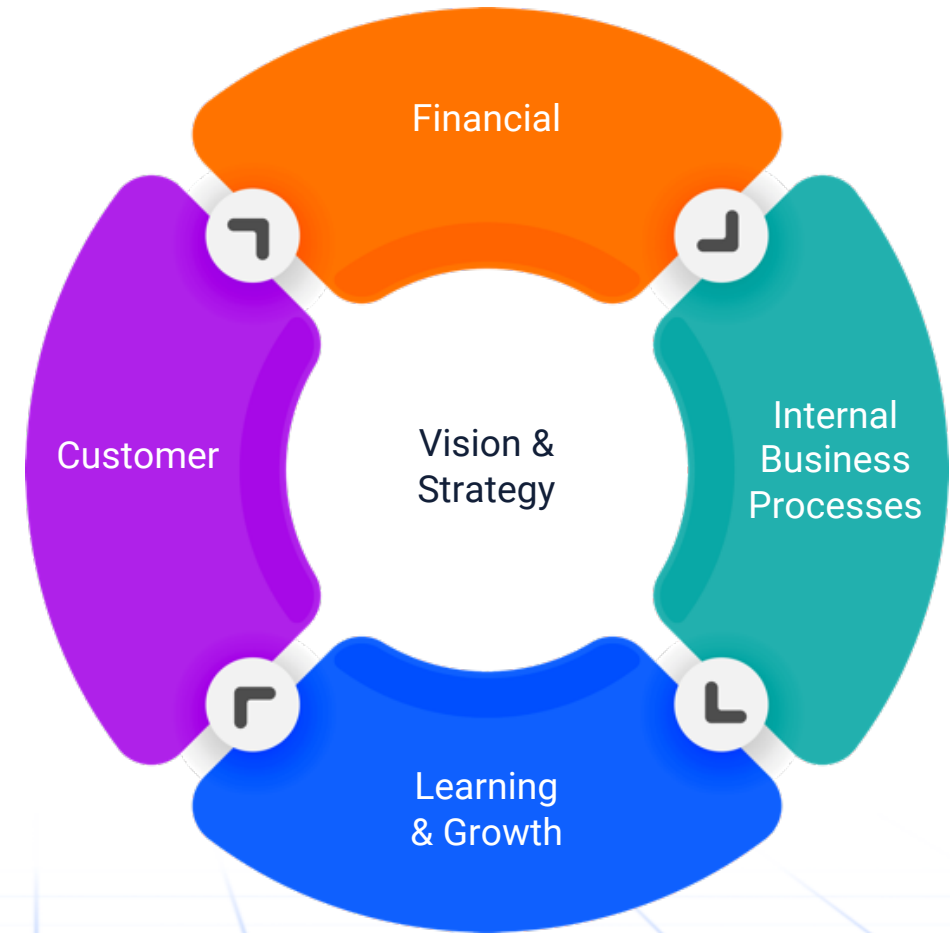 Financial
Customer
Vision &
Strategy
Internal
Business
Processes
Learning
& Growth